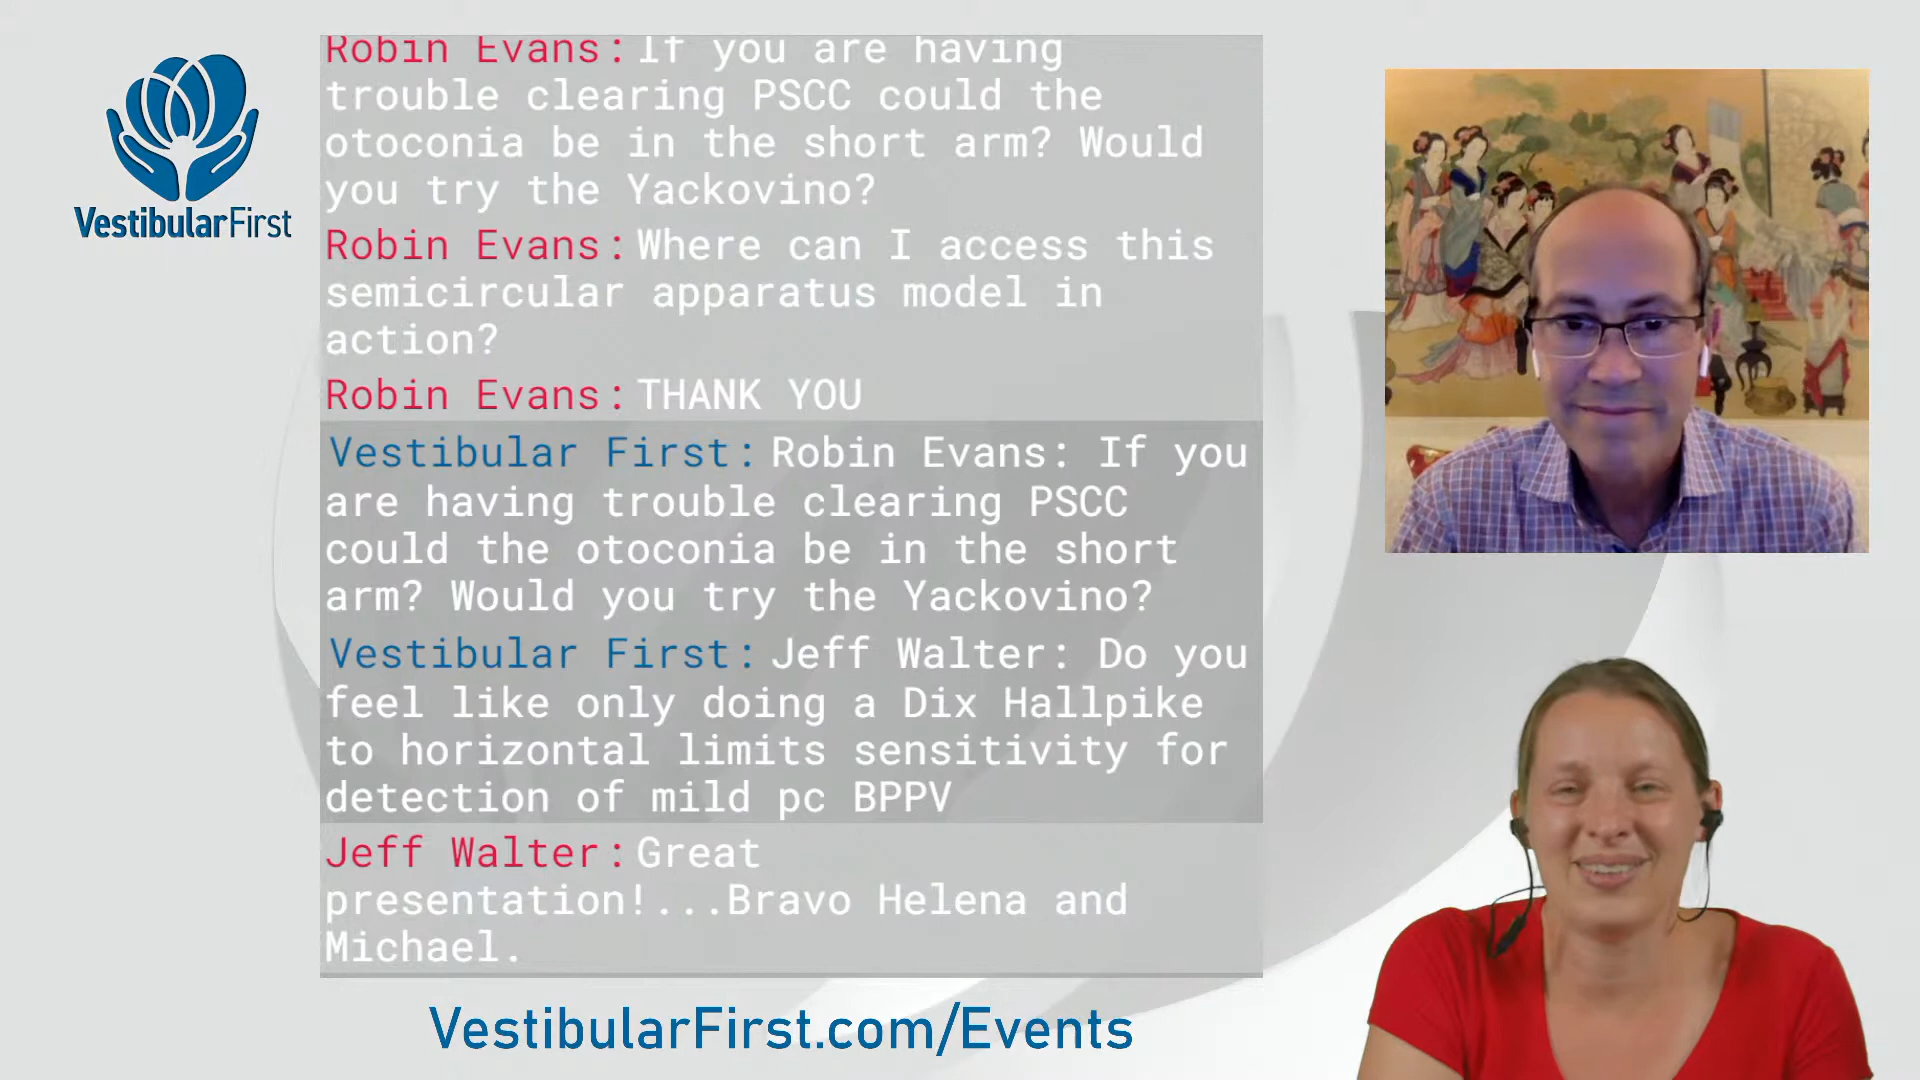 VestibularFirst
Robin Evans: If you are having
trouble clearing PSCC could the
otoconia be in the short arm? Would
you try the Yackovino?
Robin Evans: Where can I access this
semicircular apparatus model in
action?
Robin Evans: THANK YOU
Vestibular First: Robin Evans: If you
are having trouble clearing PSCC
could the otoconia be in the short
arm? Would you try the Yackovino?
Vestibular First: Jeff Walter: Do you
feel like only doing a Dix Hallpike
to horizontal limits sensitivity for
detection of mild pc BPPV
Jeff Walter: Great
presentation!...Bravo Helena and
Michael.
VestibularFirst.com/Events